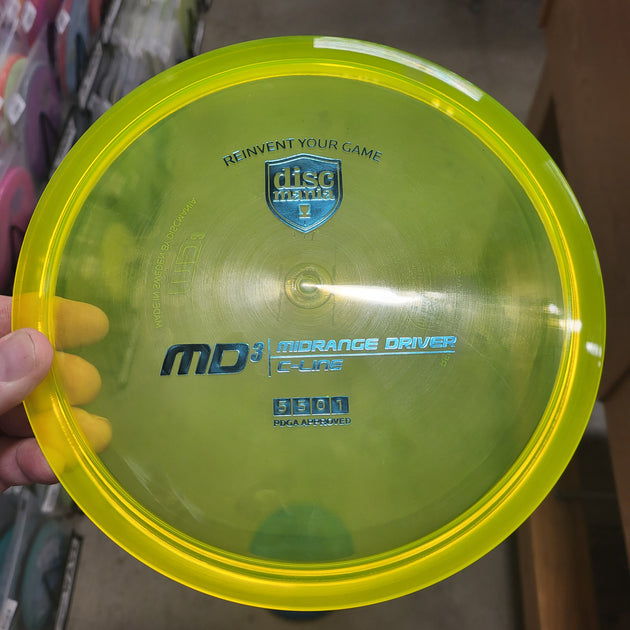 REINVENT YOUR GAME
disc
mania
MD3
MIDRANGE DRIVER
C-LINE
5 5 0 1
PDGA APPROVED